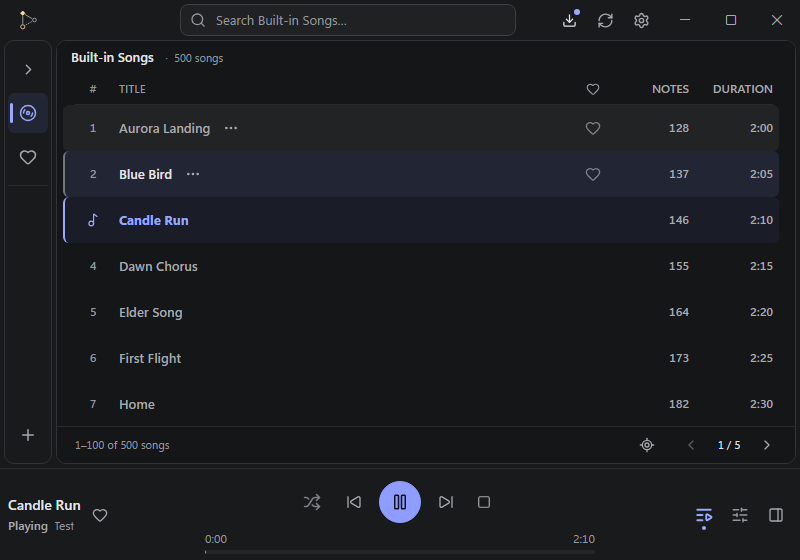 Search Built-in Songs...
Built-in Songs · 500 songs
# TITLE NOTES DURATION
1 Aurora Landing ··· 128 2:00
2 Blue Bird ··· 137 2:05
Candle Run 146 2:10
4 Dawn Chorus 155 2:15
5 Elder Song 164 2:20
6 First Flight 173 2:25
7 Home 182 2:30
1–100 of 500 songs 1 / 5
Candle Run
Playing Test
0:00 2:10